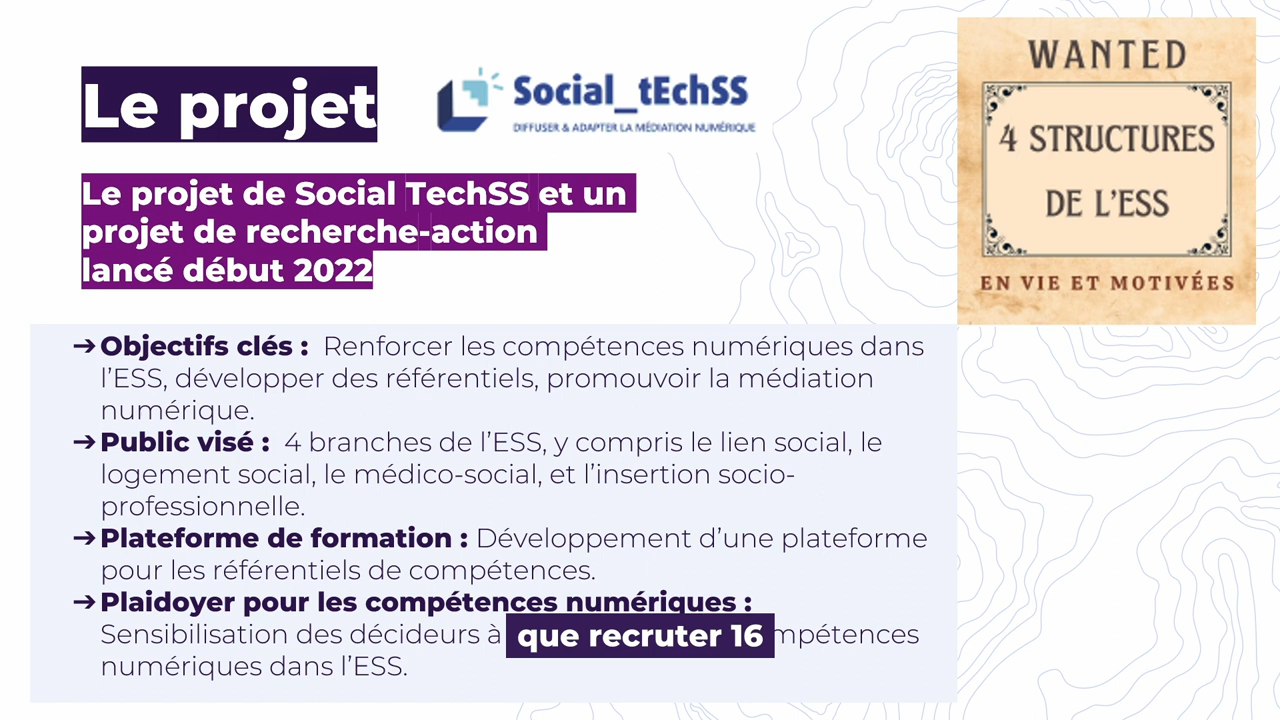 Le projet
Social_tEchSS
DIFFUSER & ADAPTER LA MÉDIATION NUMÉRIQUE
WANTED
4 STRUCTURES
DE L'ESS
EN VIE ET MOTIVÉES
Le projet de Social TechSS et un
projet de recherche-action
lancé début 2022
➔Objectifs clés : Renforcer les compétences numériques dans
l'ESS, développer des référentiels, promouvoir la médiation
numérique.
➔Public visé : 4 branches de l'ESS, y compris le lien social, le
logement social, le médico-social, et l'insertion socio-
professionnelle.
➔Plateforme de formation : Développement d'une plateforme
pour les référentiels de compétences.
➔Plaidoyer pour les compétences numériques :
Sensibilisation des décideurs à que recruter 16 mpétences
numériques dans l'ESS.